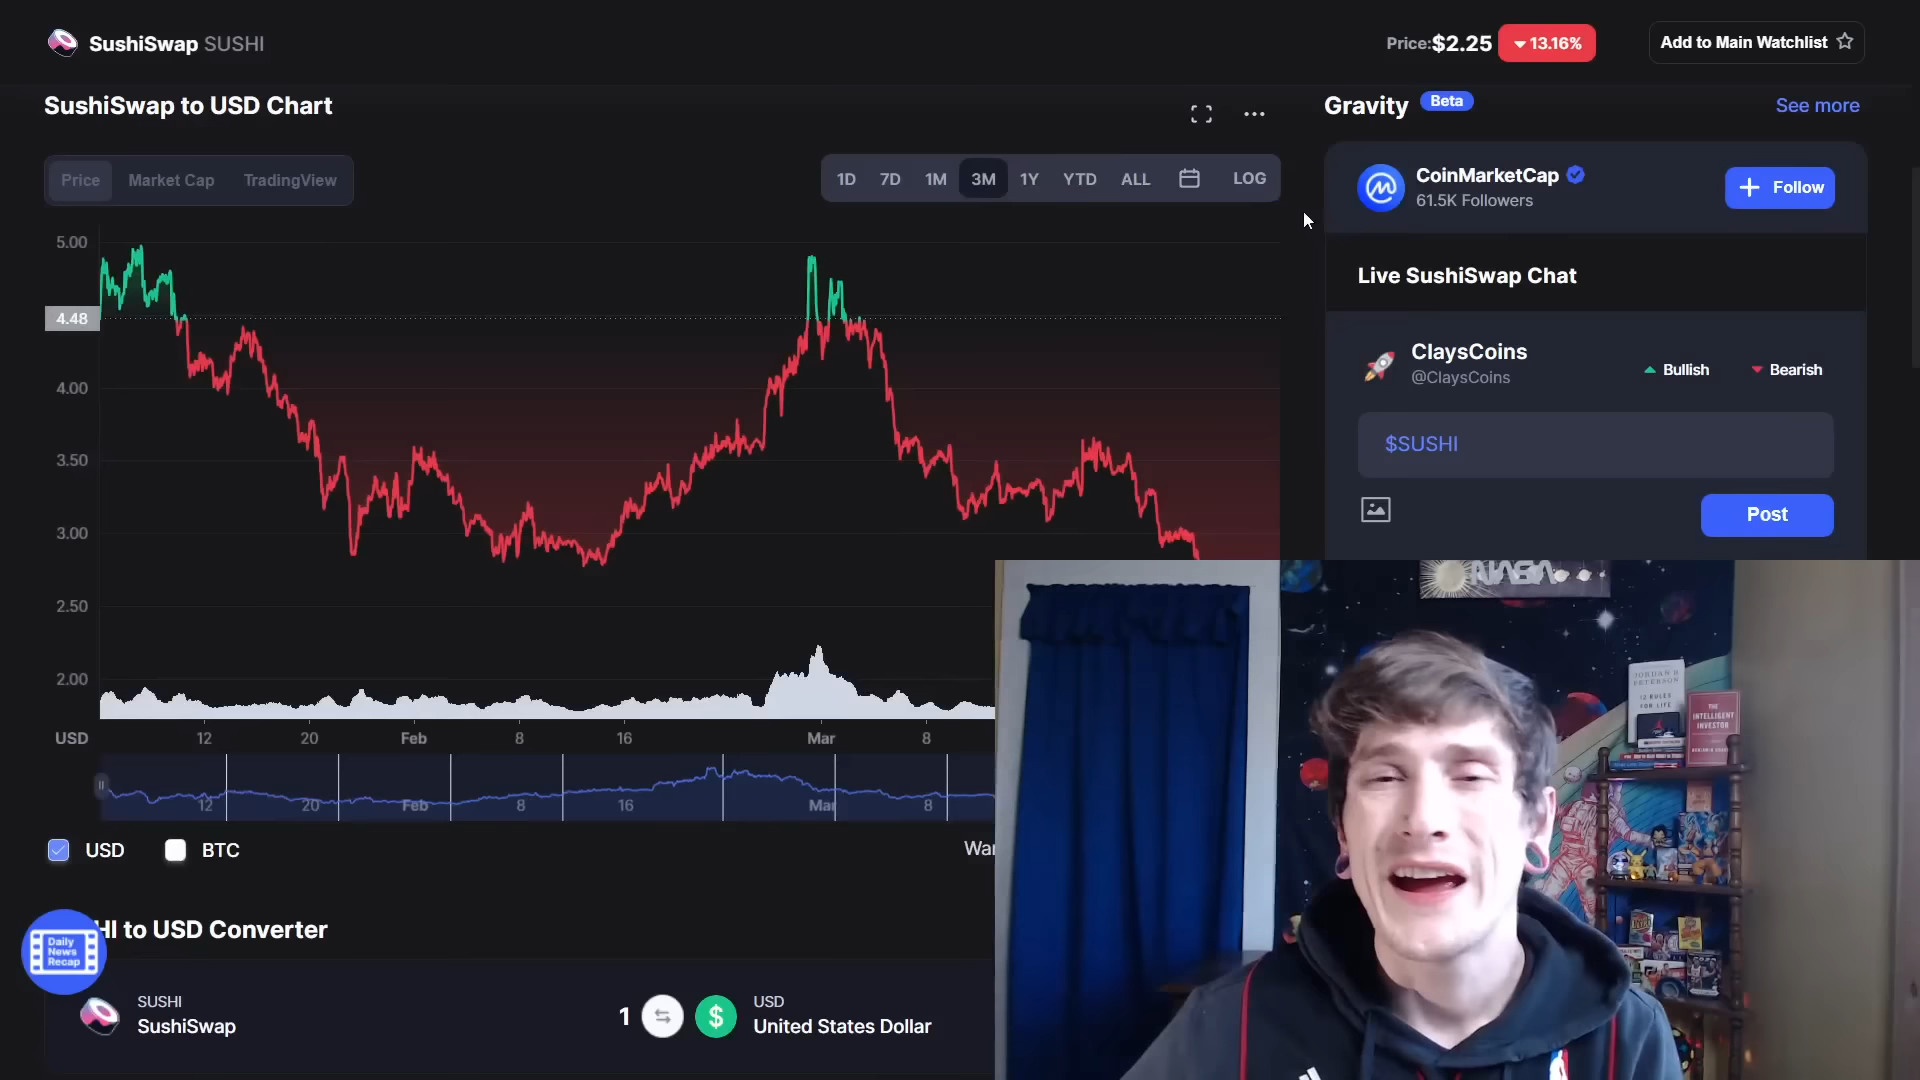 SushiSwap SUSHI
Price:$2.25 13.16%
Add to Main Watchlist
SushiSwap to USD Chart
Gravity Beta See more
Price Market Cap TradingView
1D 7D 1M 3M 1Y YTD ALL LOG
CoinMarketCap
61.5K Followers
+ Follow
5.00
4.48
4.00
3.50
3.00
2.50
2.00
Live SushiSwap Chat
ClaysCoins
@ClaysCoins
Bullish Bearish
$SUSHI
Post
USD 12 20 Feb 8 16 Mar 8
12 20 Feb 8 16 Mar 8
USD BTC Wan
HI to USD Converter
Daily
News
Recap
SUSHI
SushiSwap
1
$
USD
United States Dollar
NASA
JORDAN B
PETERSON
12 RULES
FOR LIFE
THE
INTELLIGENT
INVESTOR